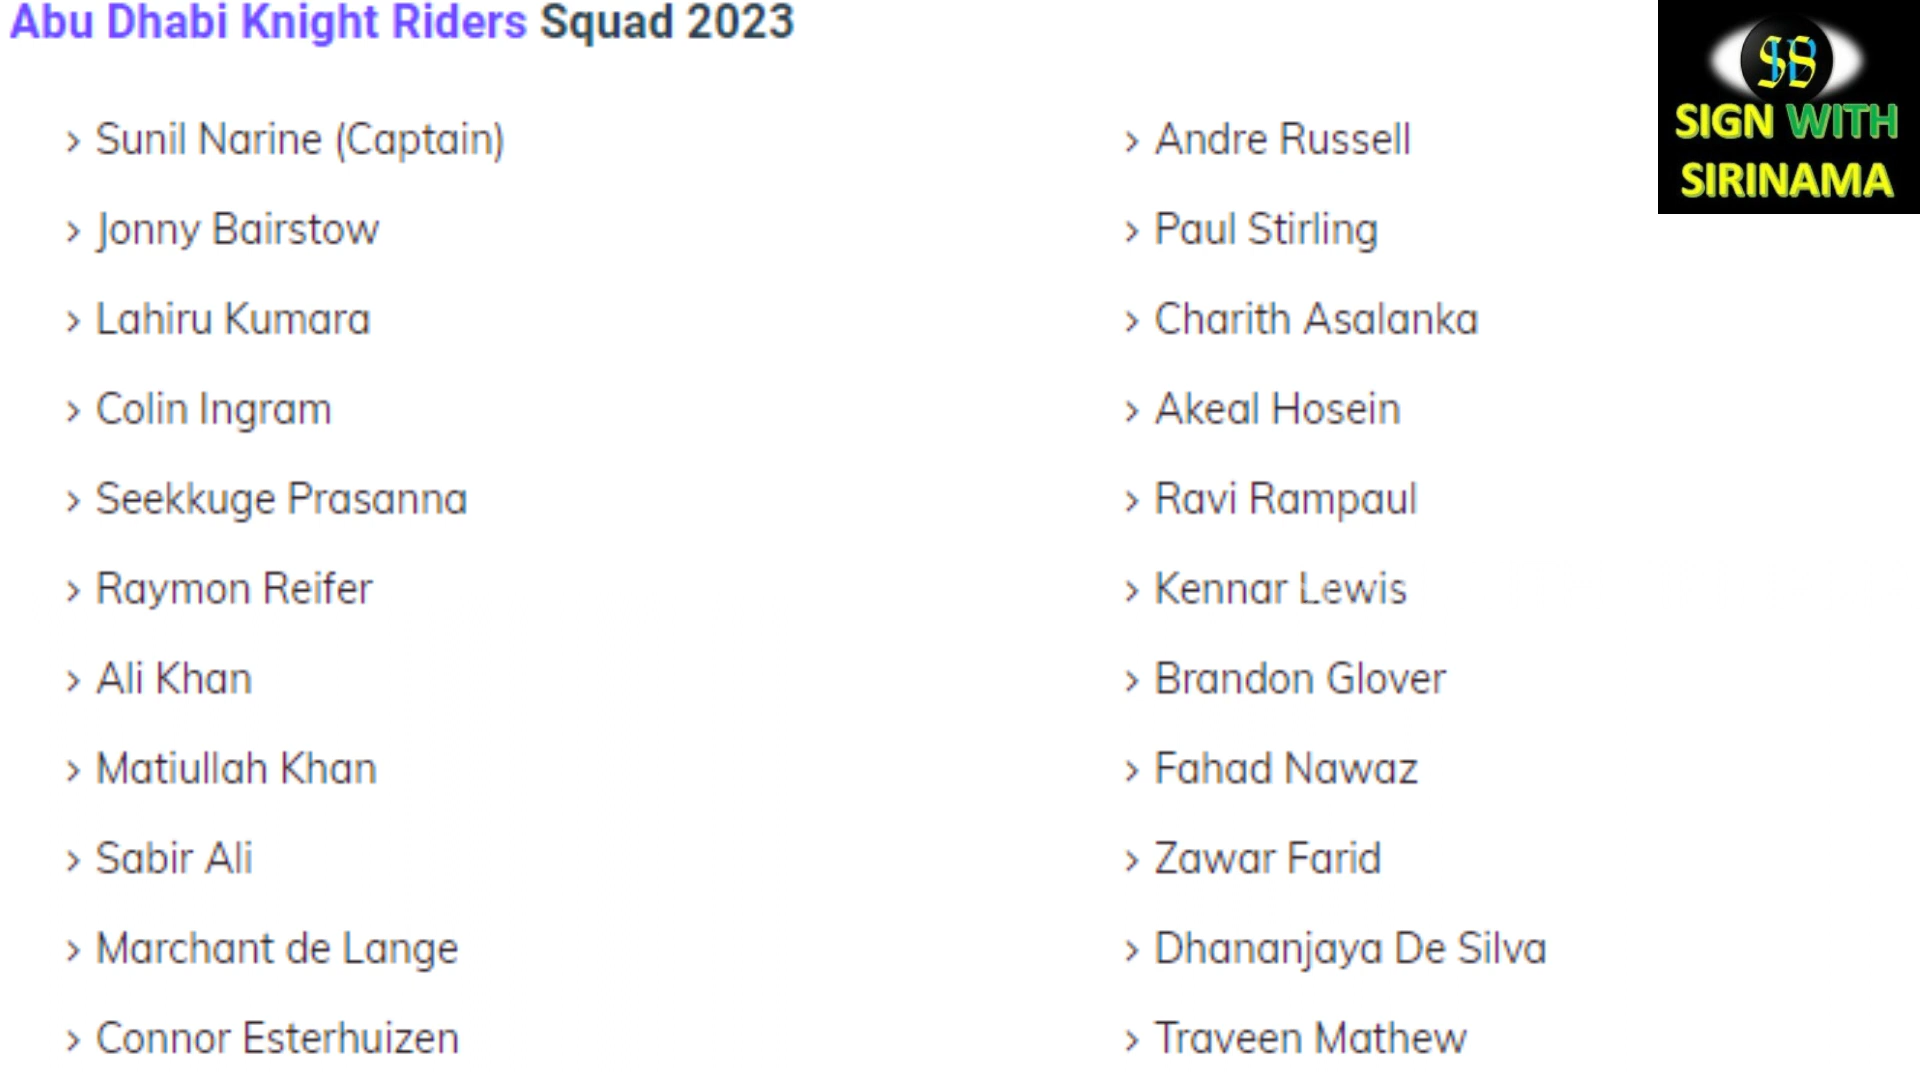 Abu Dhabi Knight Riders Squad 2023
SB
SIGN WITH
SIRINAMA
› Sunil Narine (Captain)
› Jonny Bairstow
› Lahiru Kumara
› Colin Ingram
› Seekkuge Prasanna
› Raymon Reifer
› Ali Khan
› Matiullah Khan
› Sabir Ali
› Marchant de Lange
› Connor Esterhuizen
› Andre Russell
› Paul Stirling
› Charith Asalanka
› Akeal Hosein
› Ravi Rampaul
› Kennar Lewis
› Brandon Glover
› Fahad Nawaz
› Zawar Farid
› Dhananjaya De Silva
› Traveen Mathew